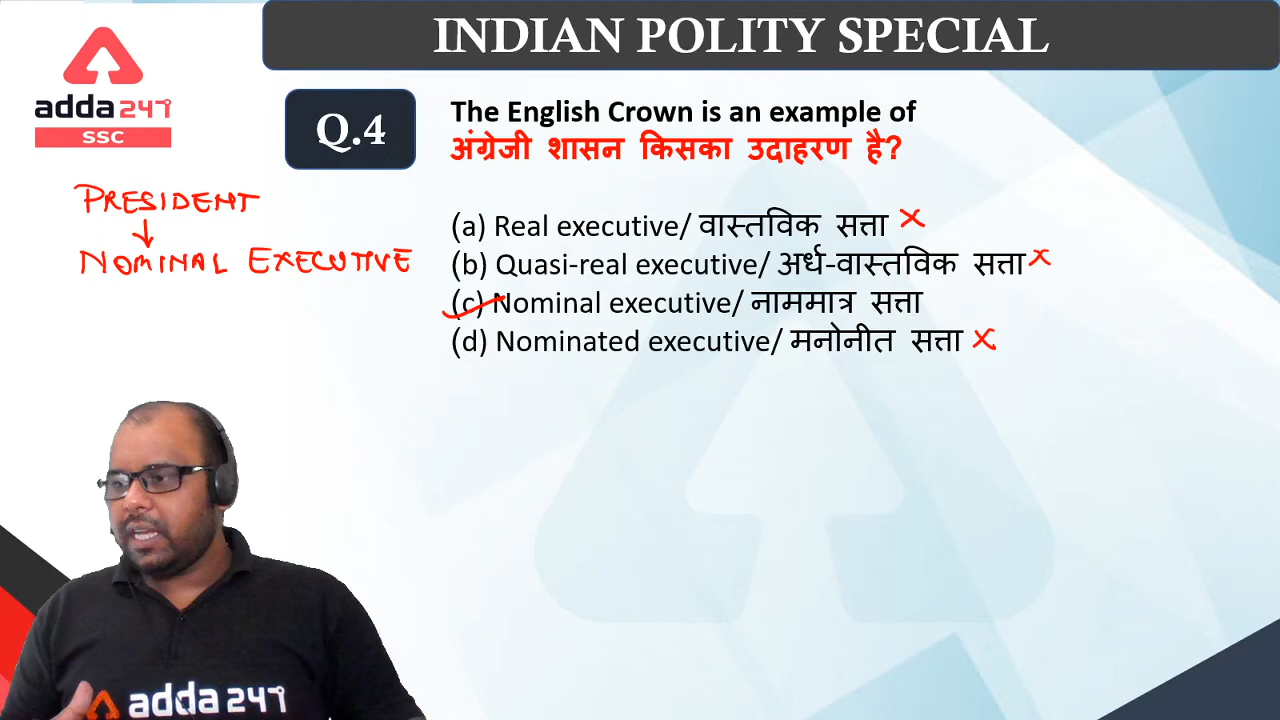 INDIAN POLITY SPECIAL
adda 247
SSC
Q.4
The English Crown is an example of
अंग्रेजी शासन किसका उदाहरण है?
PRESIDENT
↓
NOMINAL EXECUTIVE
(a) Real executive/ वास्तविक सत्ता ×
(b) Quasi-real executive/ अर्ध-वास्तविक सत्ता ×
(c) Nominal executive/ नाममात्र सत्ता
(d) Nominated executive/ मनोनीत सत्ता ×
adda 247